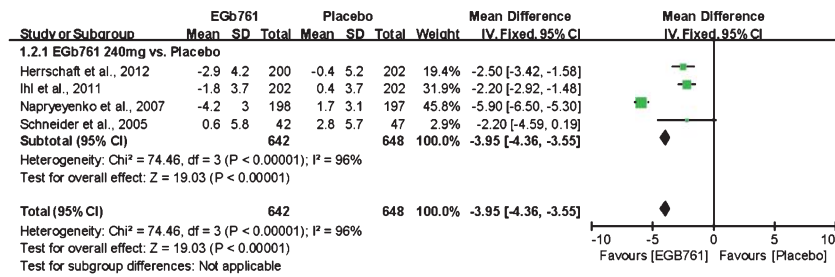 EGb761 Placebo Mean Difference Mean Difference
Study or Subgroup Mean SD Total Mean SD Total Weight IV, Fixed, 95% CI IV, Fixed, 95% CI
1.2.1 EGb761 240mg vs. Placebo
Herrschaft et al., 2012 -2.9 4.2 200 -0.4 5.2 202 19.4% -2.50 [-3.42, -1.58]
Ihl et al., 2011 -1.8 3.7 202 0.4 3.7 202 31.9% -2.20 [-2.92, -1.48]
Napryeyenko et al., 2007 -4.2 3 198 1.7 3.1 197 45.8% -5.90 [-6.50, -5.30]
Schneider et al., 2005 0.6 5.8 42 2.8 5.7 47 2.9% -2.20 [-4.59, 0.19]
Subtotal (95% CI) 642 648 100.0% -3.95 [-4.36, -3.55]
Heterogeneity: Chi² = 74.46, df = 3 (P < 0.00001); I² = 96%
Test for overall effect: Z = 19.03 (P < 0.00001)
Total (95% CI) 642 648 100.0% -3.95 [-4.36, -3.55]
Heterogeneity: Chi² = 74.46, df = 3 (P < 0.00001); I² = 96%
Test for overall effect: Z = 19.03 (P < 0.00001)
Test for subgroup differences: Not applicable
-10 -5 0 5 10
Favours [EGB761] Favours [Placebo]